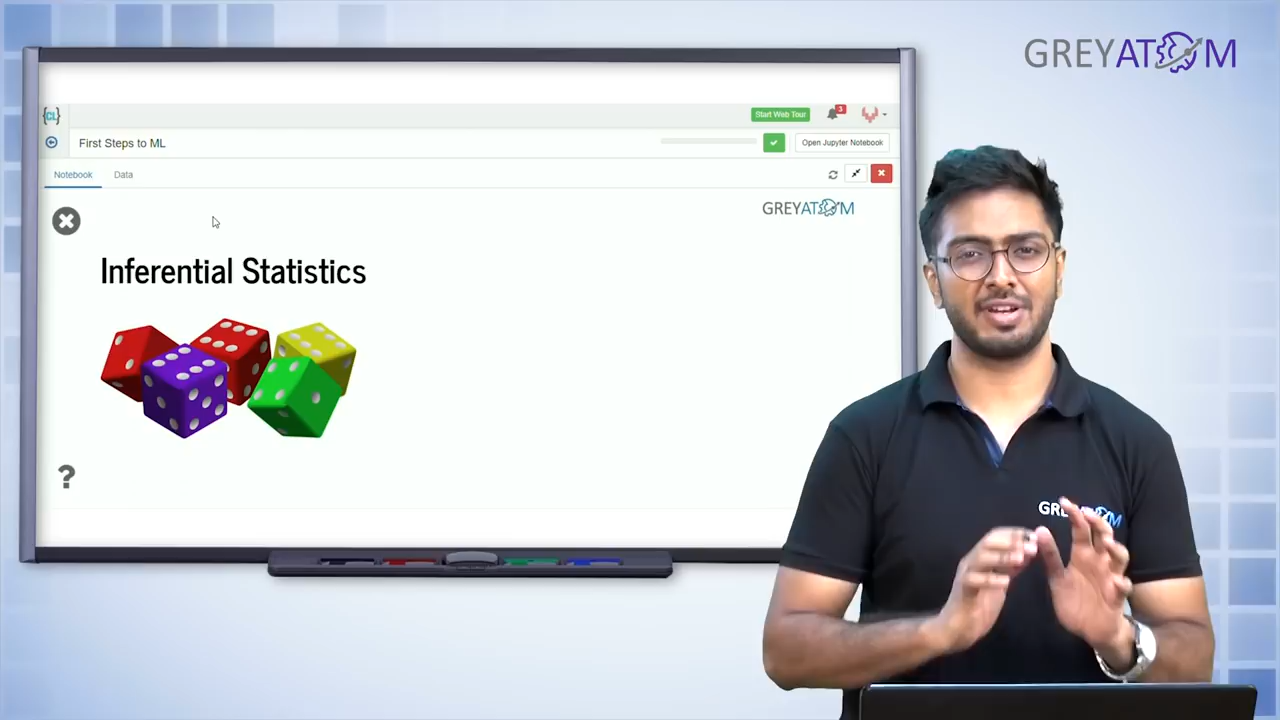 GREYATOM
{CL}
Start Web Tour
3
First Steps to ML
Open Jupyter Notebook
Notebook
Data
GREYATOM
Inferential Statistics
?